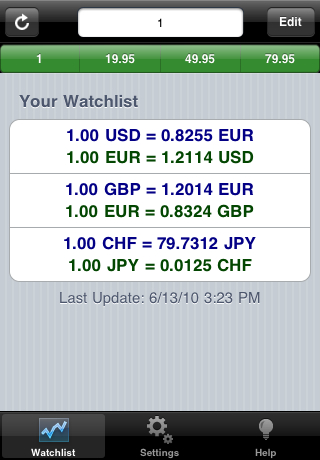 1
Edit
1 19.95 49.95 79.95
Your Watchlist
1.00 USD = 0.8255 EUR
1.00 EUR = 1.2114 USD
1.00 GBP = 1.2014 EUR
1.00 EUR = 0.8324 GBP
1.00 CHF = 79.7312 JPY
1.00 JPY = 0.0125 CHF
Last Update: 6/13/10 3:23 PM
Watchlist Settings Help